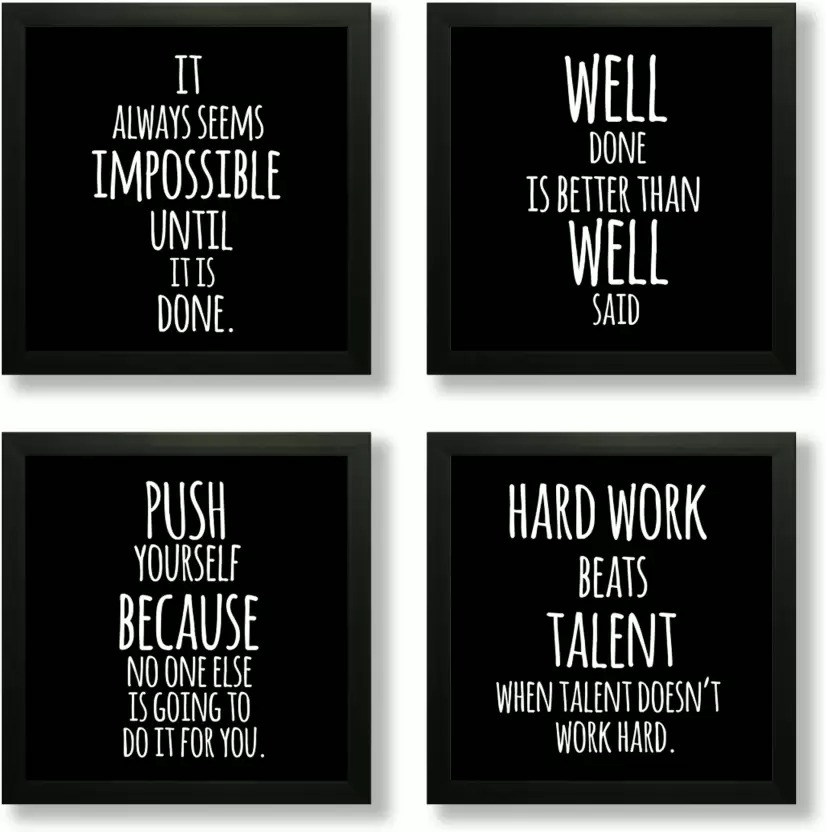 IT
ALWAYS SEEMS
IMPOSSIBLE
UNTIL
IT IS
DONE.
WELL
DONE
IS BETTER THAN
WELL
SAID
PUSH
YOURSELF
BECAUSE
NO ONE ELSE
IS GOING TO
DO IT FOR YOU.
HARD WORK
BEATS
TALENT
WHEN TALENT DOESN'T
WORK HARD.